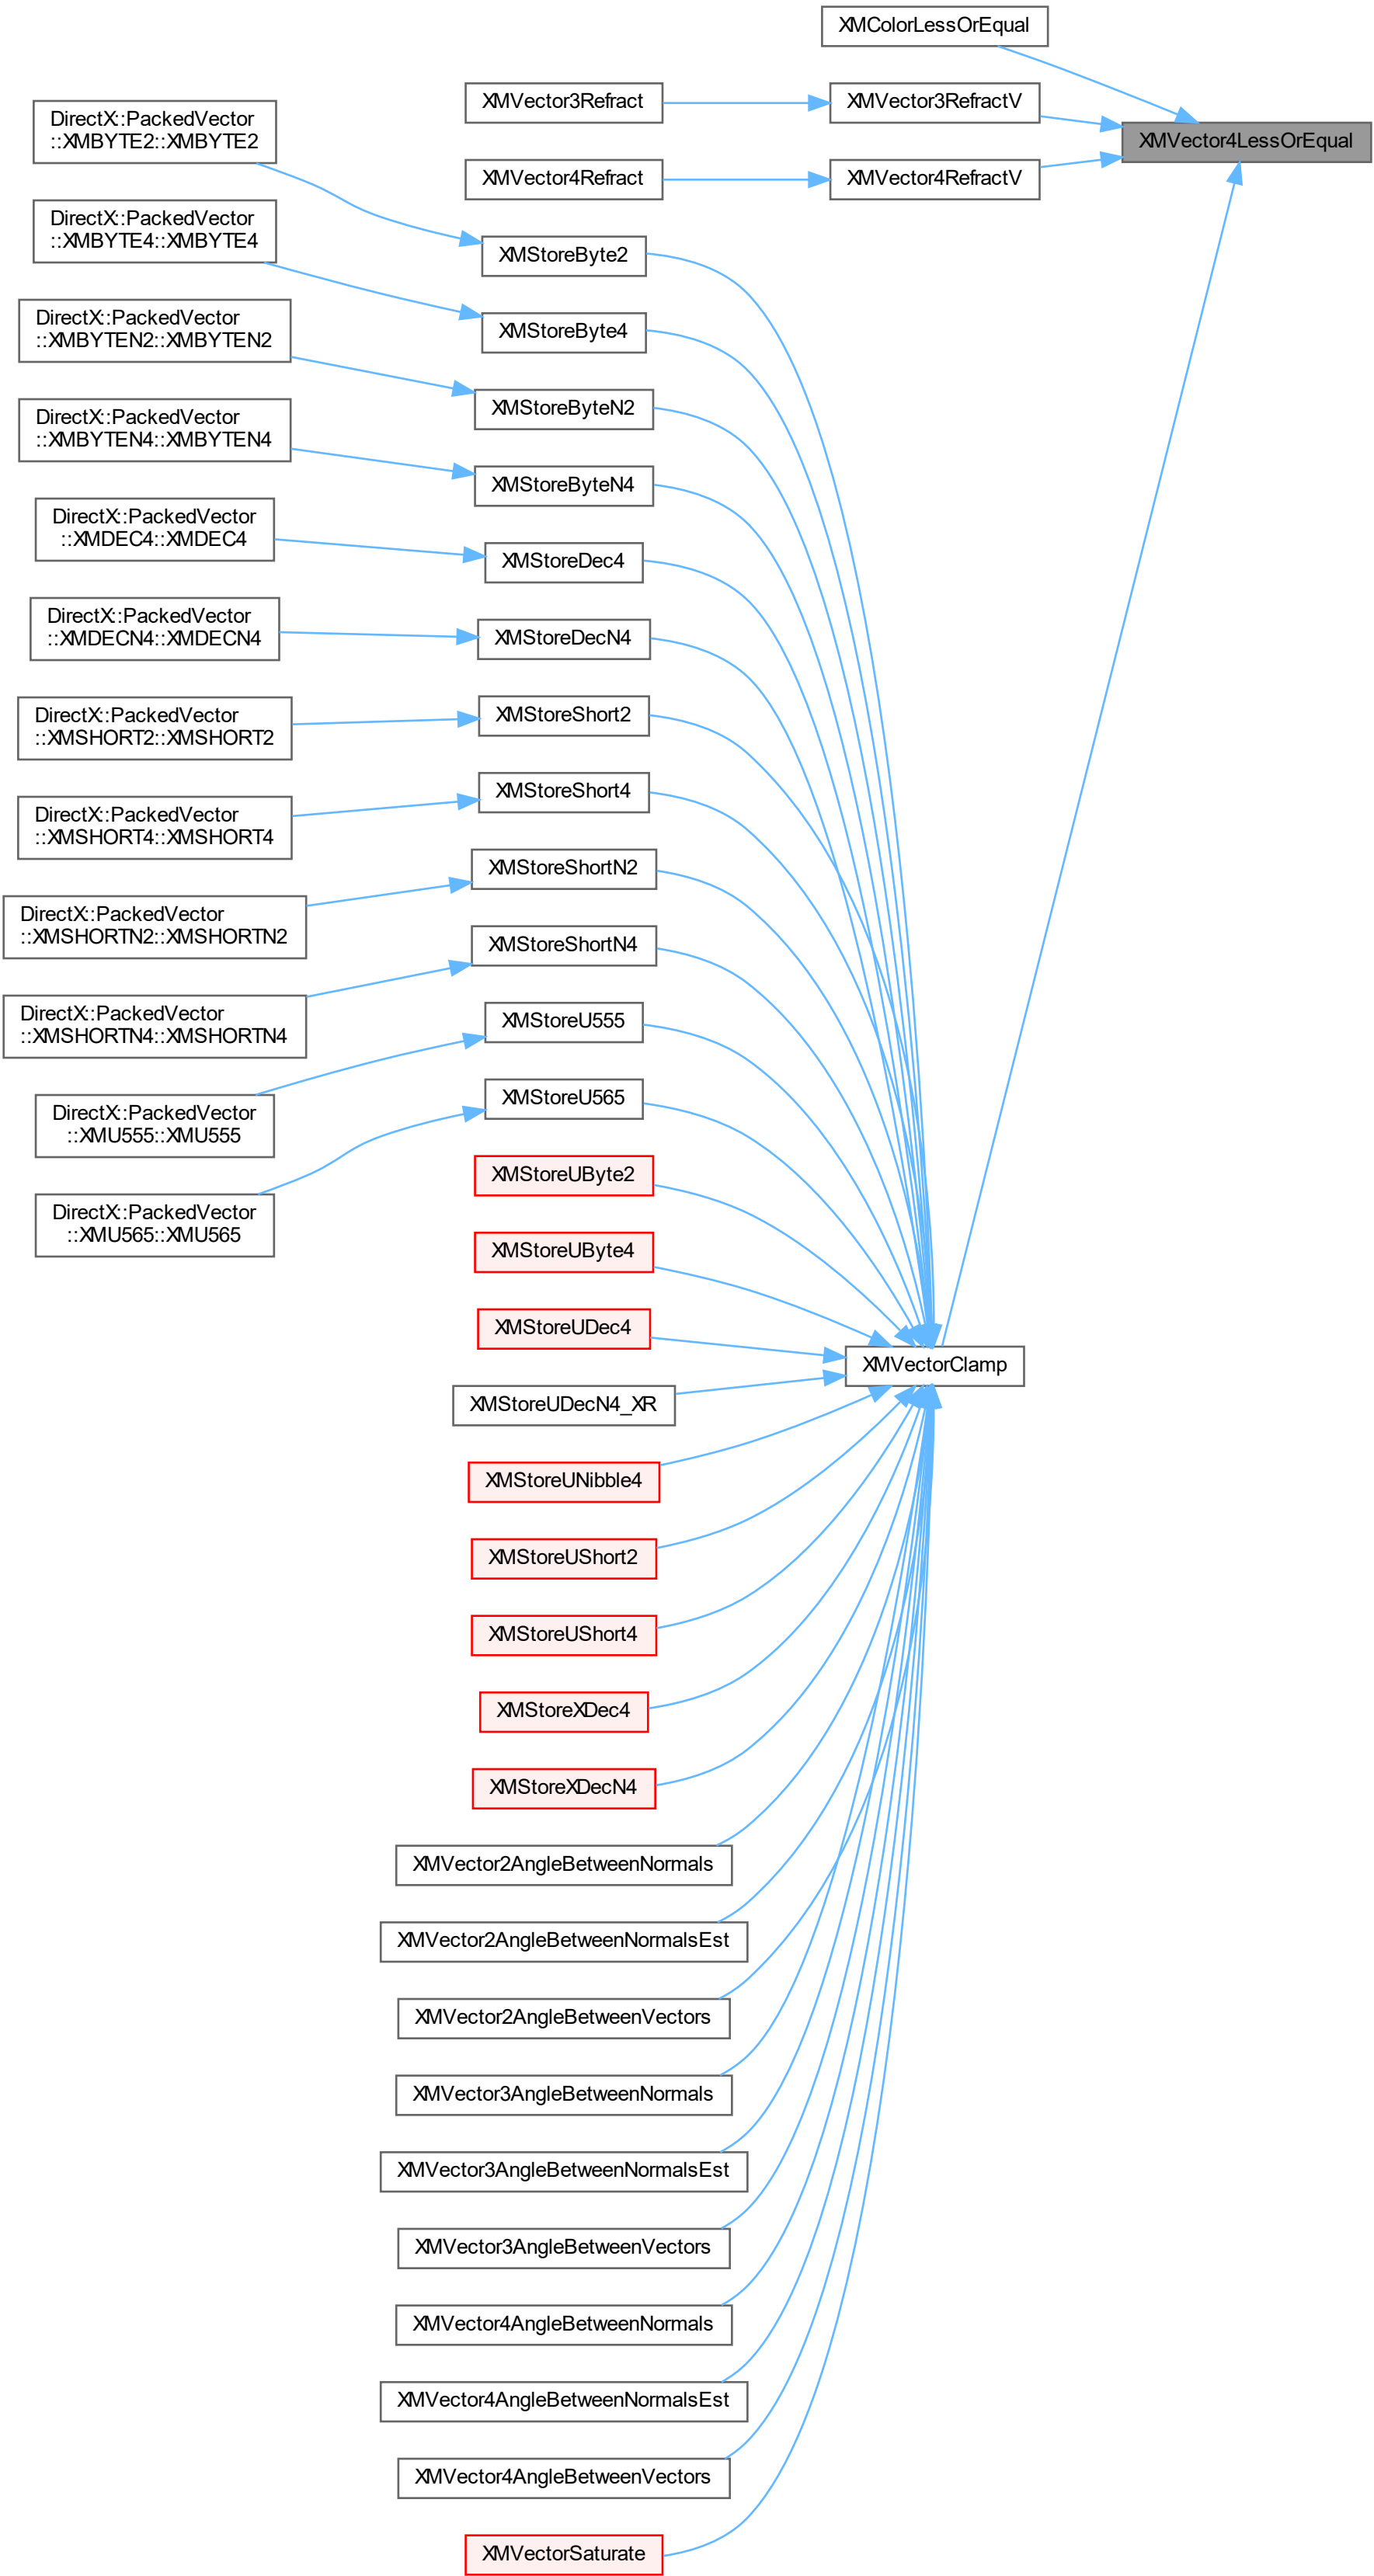 XMColorLessOrEqual
XMVector3Refract
XMVector3RefractV
XMVector4LessOrEqual
XMVector4Refract
XMVector4RefractV
DirectX::PackedVector
::XMBYTE2::XMBYTE2
XMStoreByte2
DirectX::PackedVector
::XMBYTE4::XMBYTE4
XMStoreByte4
DirectX::PackedVector
::XMBYTEN2::XMBYTEN2
XMStoreByteN2
DirectX::PackedVector
::XMBYTEN4::XMBYTEN4
XMStoreByteN4
DirectX::PackedVector
::XMDEC4::XMDEC4
XMStoreDec4
DirectX::PackedVector
::XMDECN4::XMDECN4
XMStoreDecN4
DirectX::PackedVector
::XMSHORT2::XMSHORT2
XMStoreShort2
DirectX::PackedVector
::XMSHORT4::XMSHORT4
XMStoreShort4
DirectX::PackedVector
::XMSHORTN2::XMSHORTN2
XMStoreShortN2
DirectX::PackedVector
::XMSHORTN4::XMSHORTN4
XMStoreShortN4
DirectX::PackedVector
::XMU555::XMU555
XMStoreU555
DirectX::PackedVector
::XMU565::XMU565
XMStoreU565
XMStoreUByte2
XMStoreUByte4
XMStoreUDec4
XMVectorClamp
XMStoreUDecN4_XR
XMStoreUNibble4
XMStoreUShort2
XMStoreUShort4
XMStoreXDec4
XMStoreXDecN4
XMVector2AngleBetweenNormals
XMVector2AngleBetweenNormalsEst
XMVector2AngleBetweenVectors
XMVector3AngleBetweenNormals
XMVector3AngleBetweenNormalsEst
XMVector3AngleBetweenVectors
XMVector4AngleBetweenNormals
XMVector4AngleBetweenNormalsEst
XMVector4AngleBetweenVectors
XMVectorSaturate